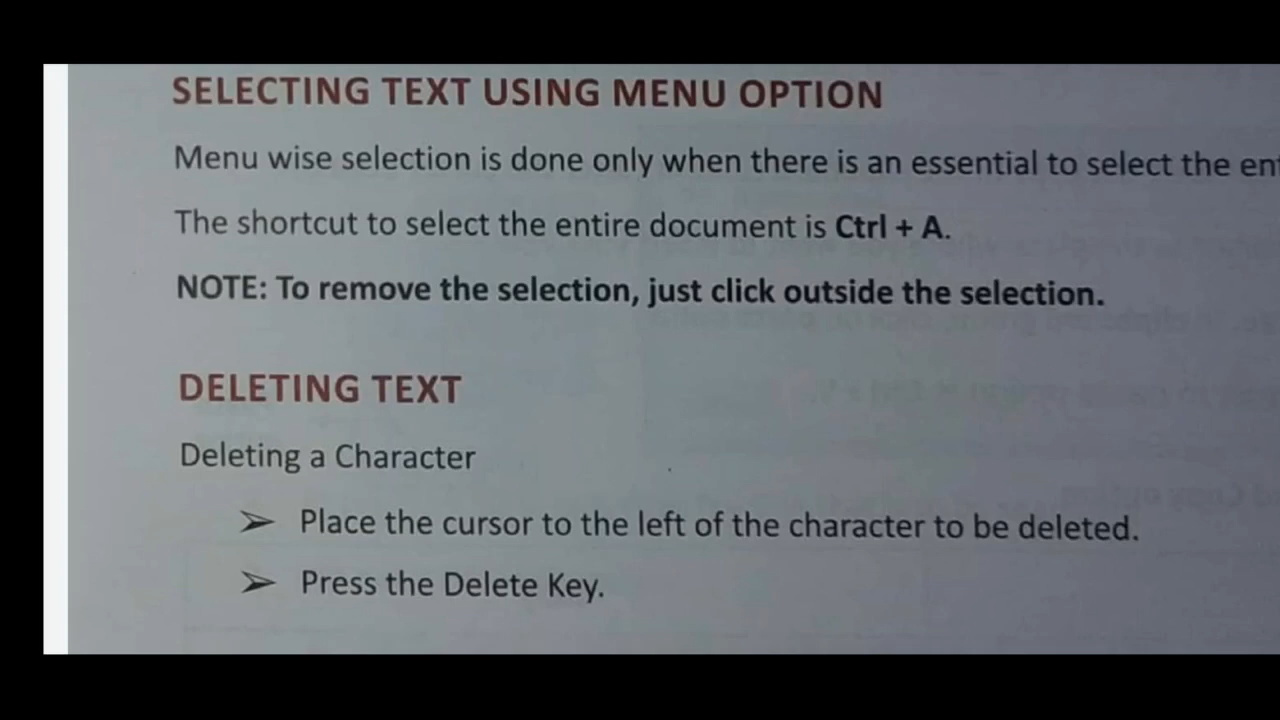 SELECTING TEXT USING MENU OPTION
Menu wise selection is done only when there is an essential to select the
The shortcut to select the entire document is Ctrl + A.
NOTE: To remove the selection, just click outside the selection.
DELETING TEXT
Deleting a Character
➢ Place the cursor to the left of the character to be deleted.
➢ Press the Delete Key.